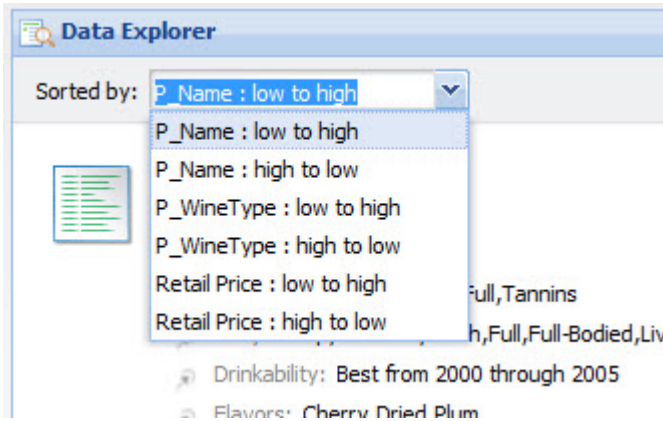 Data Explorer
Sorted by: P_Name : low to high
P_Name : low to high
P_Name : high to low
P_WineType : low to high
P_WineType : high to low
Retail Price : low to high
Full,Tannins
Retail Price : high to low
h,Full,Full-Bodied,Liv
Drinkability: Best from 2000 through 2005
Flavors: Cherry Dried Plum